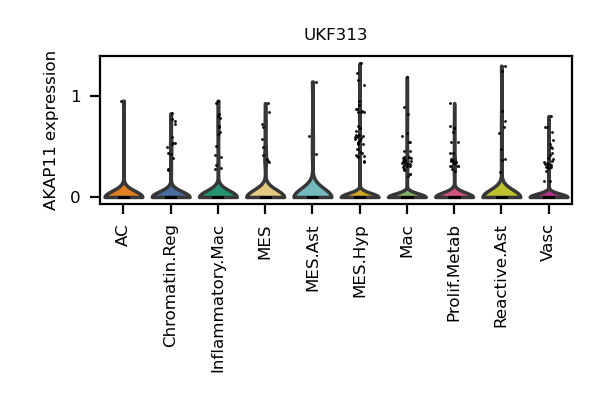 UKF313
AKAP11 expression
1
0
AC
Chromatin.Reg
Inflammatory.Mac
MES
MES.Ast
MES.Hyp
Mac
Prolif.Metab
Reactive.Ast
Vasc